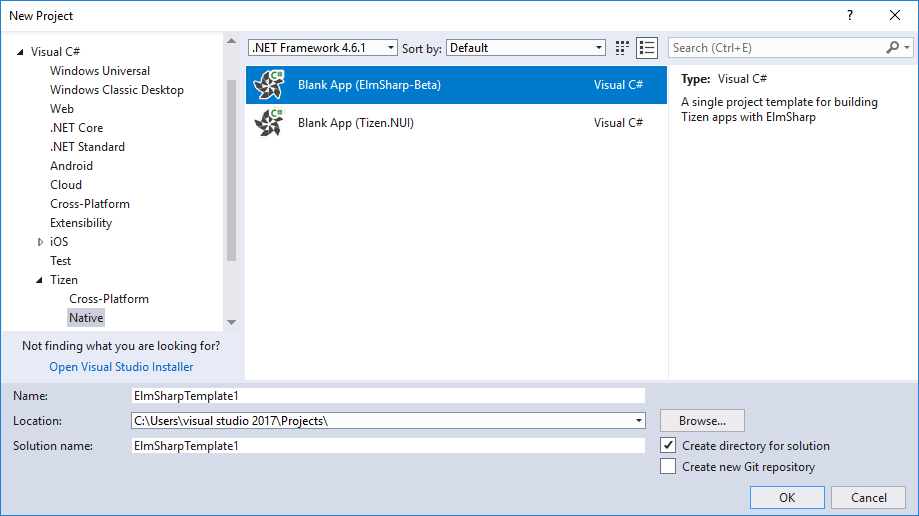 New Project
?
Visual C#
Windows Universal
Windows Classic Desktop
Web
.NET Core
.NET Standard
Android
Cloud
Cross-Platform
Extensibility
iOS
Test
Tizen
Cross-Platform
Native
Not finding what you are looking for?
Open Visual Studio Installer
.NET Framework 4.6.1
Sort by:
Default
C# Blank App (ElmSharp-Beta) Visual C#
C# Blank App (Tizen.NUI) Visual C#
Search (Ctrl+E)
Type: Visual C#
A single project template for building
Tizen apps with ElmSharp
Name: ElmSharpTemplate1
Location: C:\Users\visual studio 2017\Projects\
Browse...
Solution name: ElmSharpTemplate1
Create directory for solution
Create new Git repository
OK
Cancel